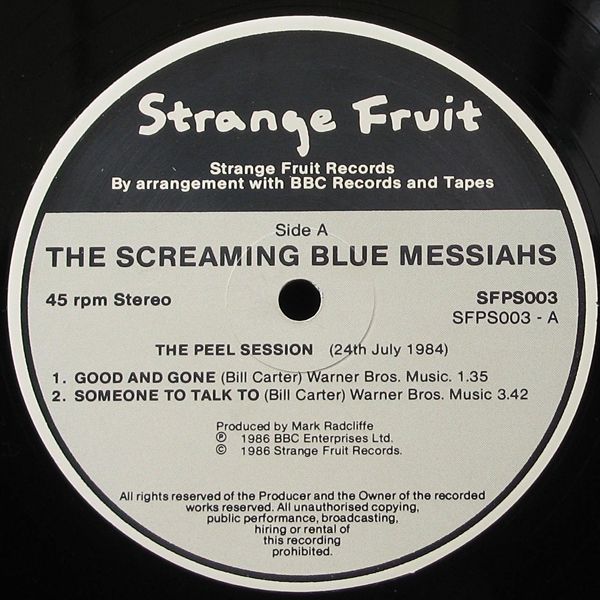 Strange Fruit
Strange Fruit Records
By arrangement with BBC Records and Tapes
Side A
THE SCREAMING BLUE MESSIAHS
45 rpm Stereo SFPS003
SFPS003 - A
THE PEEL SESSION (24th July 1984)
1. GOOD AND GONE (Bill Carter) Warner Bros. Music. 1.35
2. SOMEONE TO TALK TO (Bill Carter) Warner Bros. Music 3.42
Produced by Mark Radcliffe
℗ 1986 BBC Enterprises Ltd.
© 1986 Strange Fruit Records.
All rights reserved of the Producer and the Owner of the recorded
works reserved. All unauthorised copying,
public performance, broadcasting,
hiring or rental of
this recording
prohibited.